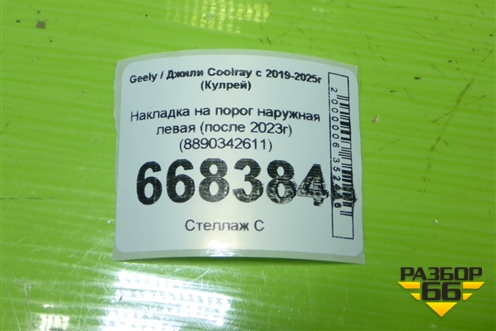 Geely / Джили Coolray с 2019-2025г
(Кулрей)
Накладка на порог наружная
левая (после 2023г)
(8890342611)
668384
Стеллаж С
РАЗБОР
66